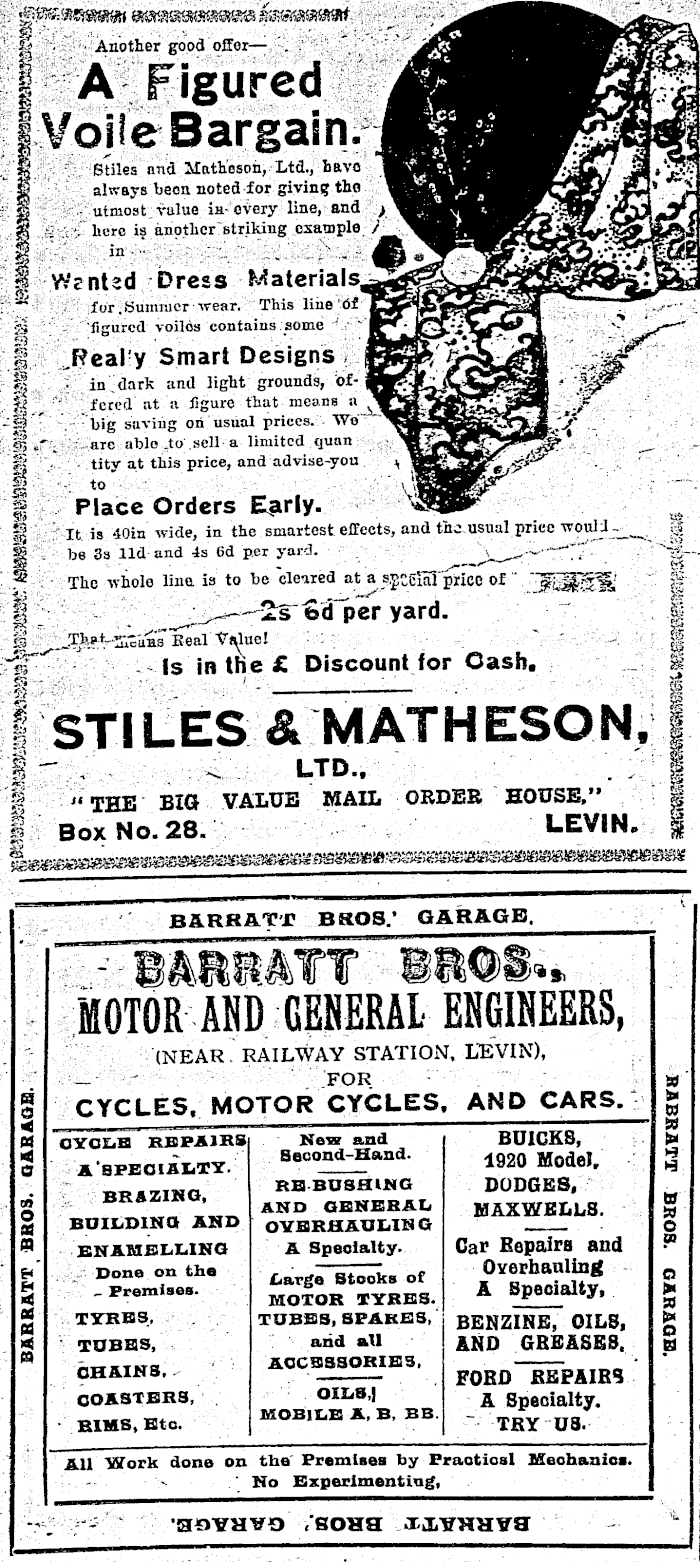 Another good offer—
A Figured
Voile Bargain.
Stiles and Matheson, Ltd., have
always been noted for giving the
utmost value in every line, and
here is another striking example
in
Wanted Dress Materials
for Summer wear. This line of
figured voiles contains some
Really Smart Designs
in dark and light grounds, of-
fered at a figure that means a
big saving on usual prices. We
are able to sell a limited quan
tity at this price, and advise you
to
Place Orders Early.
It is 40in wide, in the smartest effects, and the usual price would
be 3s 11d and 4s 6d per yard.
The whole line is to be cleared at a special price of
2s 6d per yard.
That means Real Value!
1s in the £ Discount for Cash.
STILES & MATHESON,
LTD.,
"THE BIG VALUE MAIL ORDER HOUSE,"
Box No. 28. LEVIN.
BARRATT BROS.' GARAGE.
BARRATT BROS.,
MOTOR AND GENERAL ENGINEERS,
(NEAR RAILWAY STATION, LEVIN),
FOR
CYCLES, MOTOR CYCLES, AND CARS.
CYCLE REPAIRS
A SPECIALTY.
BRAZING,
BUILDING AND
ENAMELLING
Done on the
Premises.
TYRES,
TUBES,
CHAINS,
COASTERS,
RIMS, Etc.
New and
Second-Hand.
RE-BUSHING
AND GENERAL
OVERHAULING
A Specialty.
Large Stocks of
MOTOR TYRES.
TUBES, SPARES,
and all
ACCESSORIES,
OILS,
MOBILE A, B, BB.
BUICKS,
1920 Model,
DODGES,
MAXWELLS.
Car Repairs and
Overhauling
A Specialty,
BENZINE, OILS,
AND GREASES,
FORD REPAIRS
A Specialty.
TRY US.
All Work done on the Premises by Practical Mechanics.
No Experimenting,
BARRATT BROS. GARAGE.
RABRATT BROS. GARAGE.
BARRATT BROS.' GARAGE.